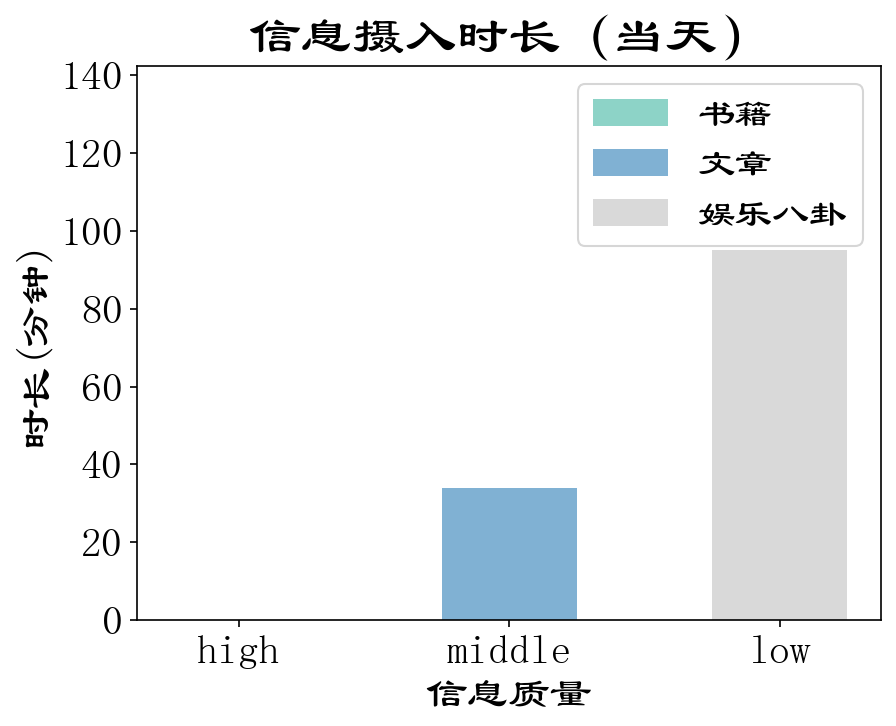 信息摄入时长（当天）
140
120
100
80
60
40
20
0
时长(分钟)
书籍
文章
娱乐八卦
high middle low
信息质量